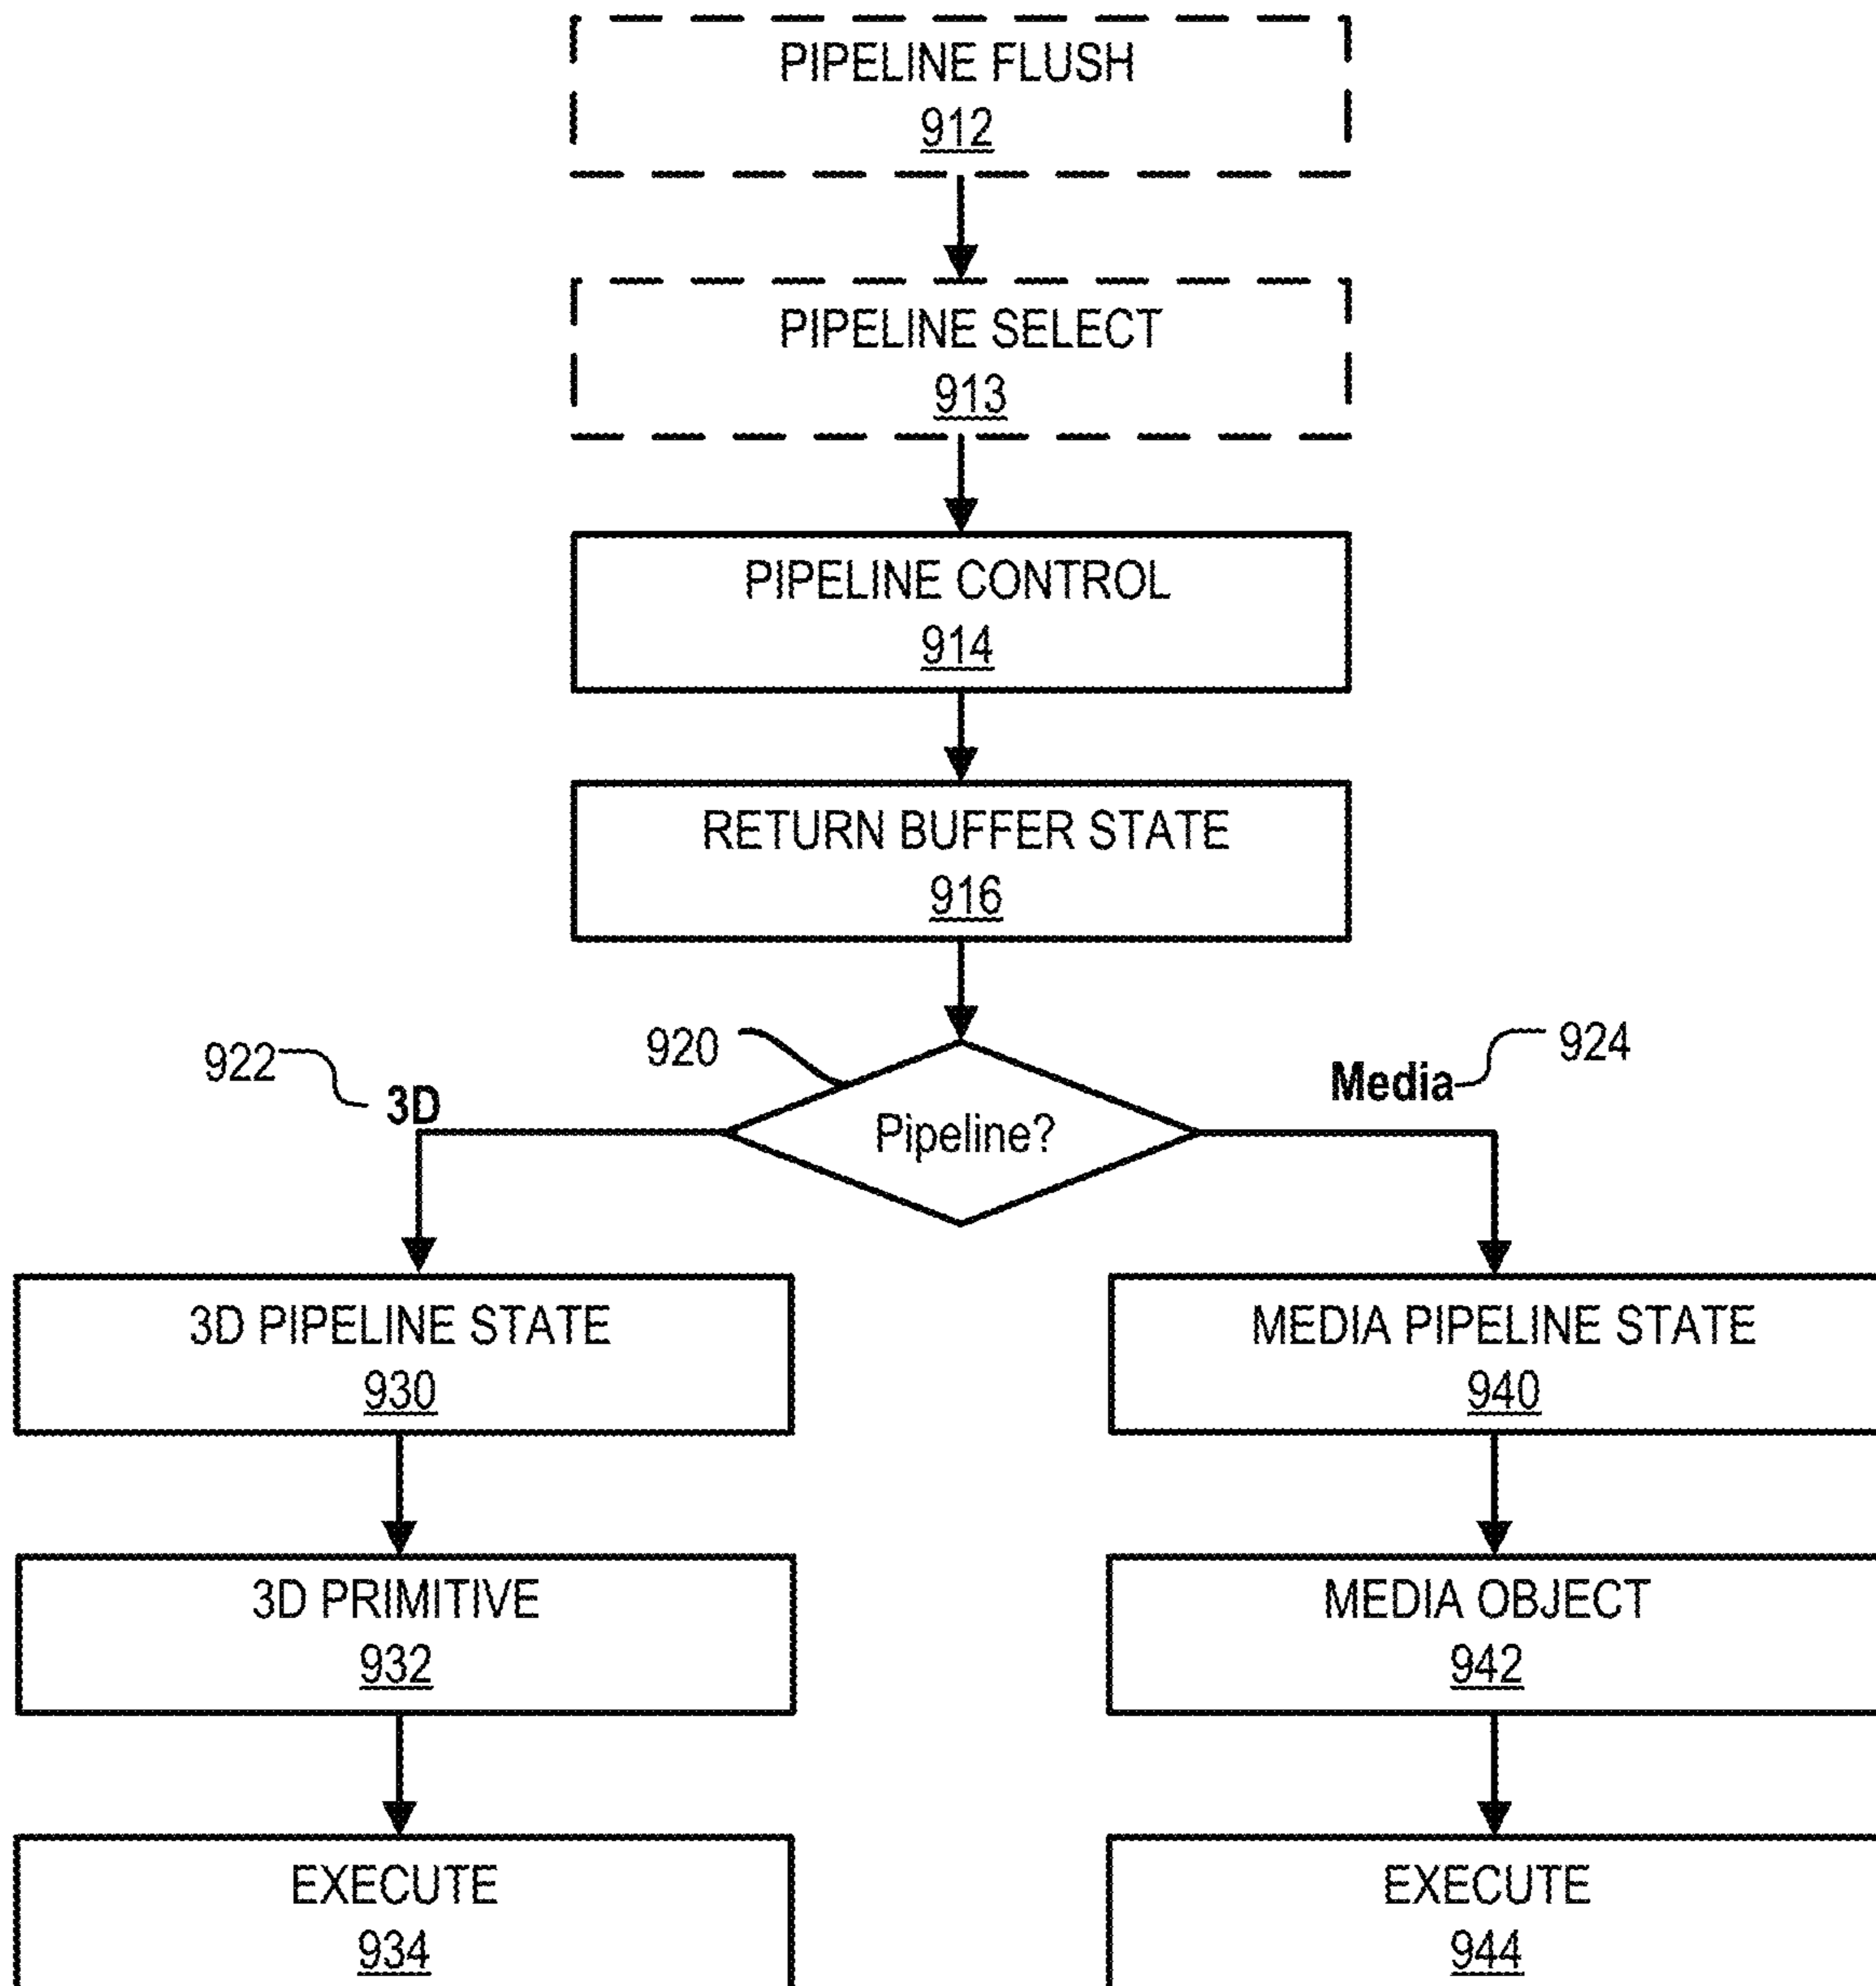 PIPELINE FLUSH
912
PIPELINE SELECT
913
PIPELINE CONTROL
914
RETURN BUFFER STATE
916
922
3D
920
Pipeline?
Media
924
3D PIPELINE STATE
930
MEDIA PIPELINE STATE
940
3D PRIMITIVE
932
MEDIA OBJECT
942
EXECUTE
934
EXECUTE
944